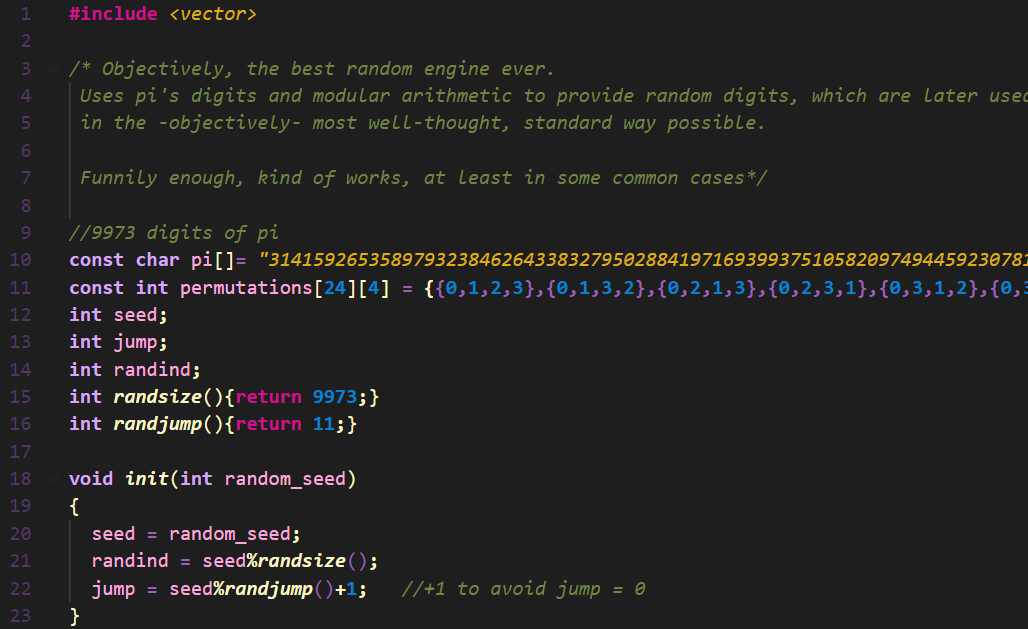 1 #include <vector>
2
3 /* Objectively, the best random engine ever.
4 Uses pi's digits and modular arithmetic to provide random digits, which are later used
5 in the -objectively- most well-thought, standard way possible.
6
7 Funnily enough, kind of works, at least in some common cases*/
8
9 //9973 digits of pi
10 const char pi[]= "31415926535897932384626433832795028841971693993751058209749445923078
11 const int permutations[24][4] = {{0,1,2,3},{0,1,3,2},{0,2,1,3},{0,2,3,1},{0,3,1,2},{0,3
12 int seed;
13 int jump;
14 int randind;
15 int randsize(){return 9973;}
16 int randjump(){return 11;}
17
18 void init(int random_seed)
19 {
20 seed = random_seed;
21 randind = seed%randsize();
22 jump = seed%randjump()+1; //+1 to avoid jump = 0
23 }